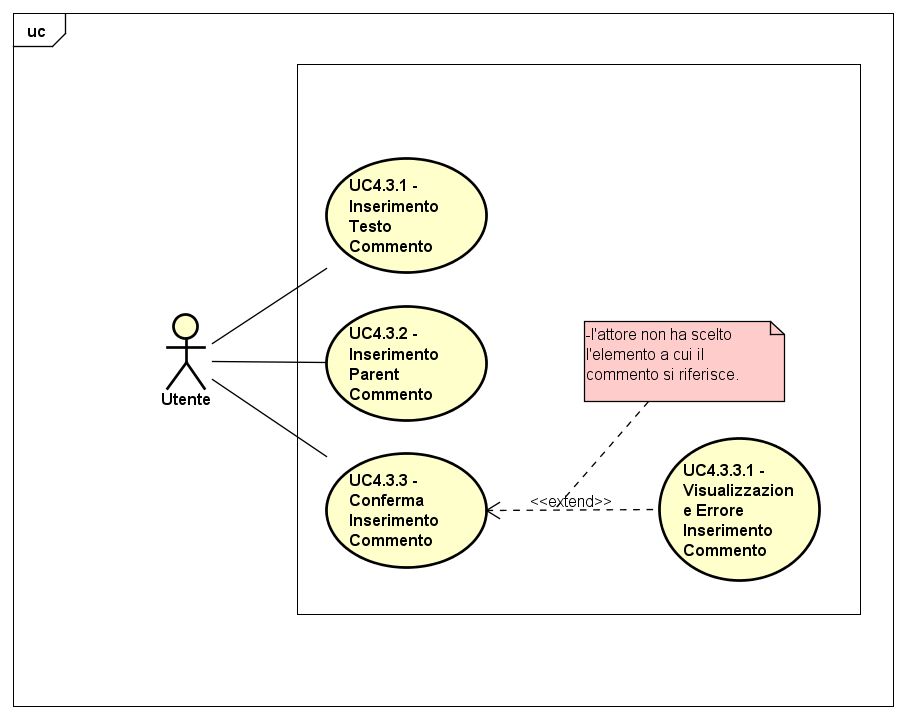 uc
UC4.3.1 -
Inserimento
Testo
Commento
UC4.3.2 -
Inserimento
Parent
Commento
-l'attore non ha scelto
l'elemento a cui il
commento si riferisce.
Utente
UC4.3.3 -
Conferma
Inserimento
Commento
<<extend>>
UC4.3.3.1 -
Visualizzazion
e Errore
Inserimento
Commento